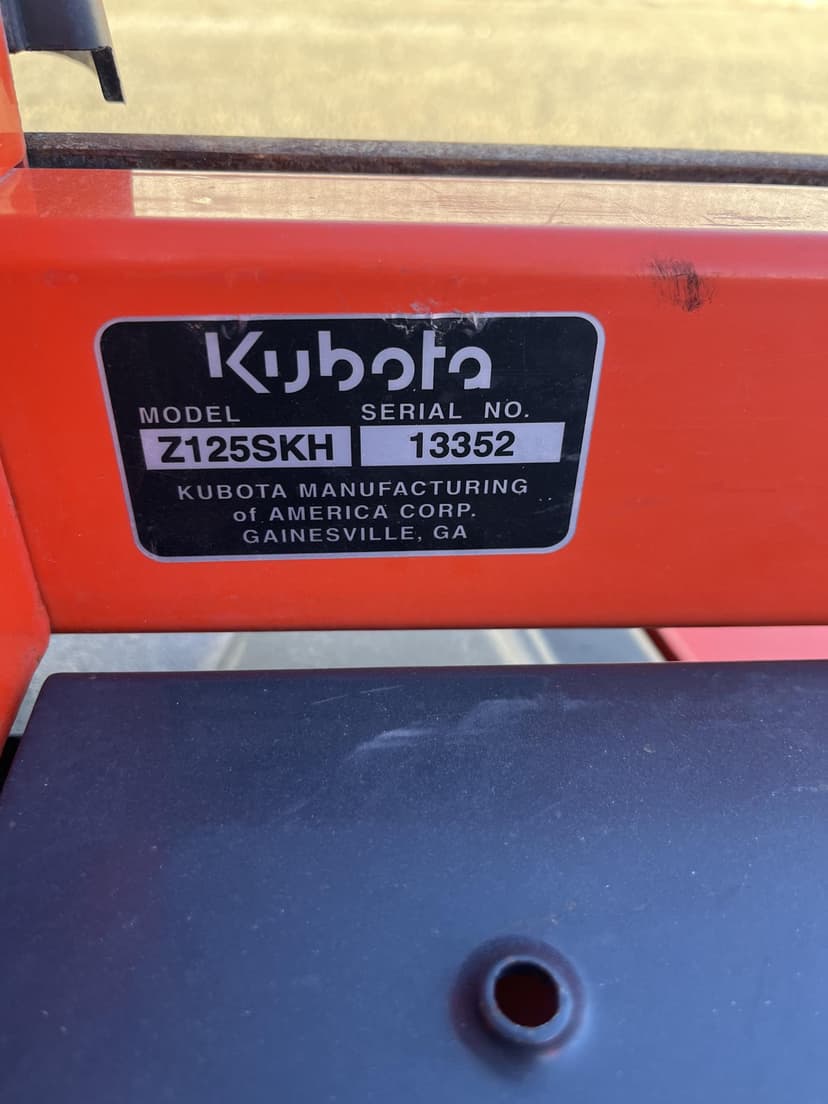 Kubota
MODEL SERIAL NO.
Z125SKH 13352
KUBOTA MANUFACTURING
of AMERICA CORP.
GAINESVILLE, GA